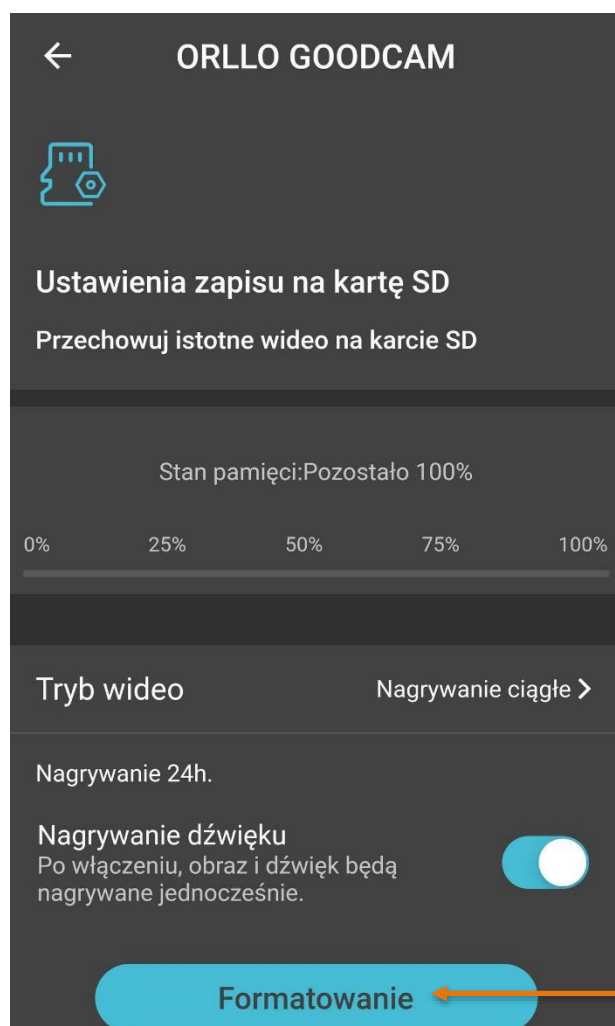 ORLLO GOODCAM
Ustawienia zapisu na kartę SD
Przechowuj istotne wideo na karcie SD
Stan pamięci:Pozostało 100%
0% 25% 50% 75% 100%
Tryb wideo Nagrywanie ciągłe
Nagrywanie 24h.
Nagrywanie dźwięku
Po włączeniu, obraz i dźwięk będą
nagrywane jednocześnie.
Formatowanie